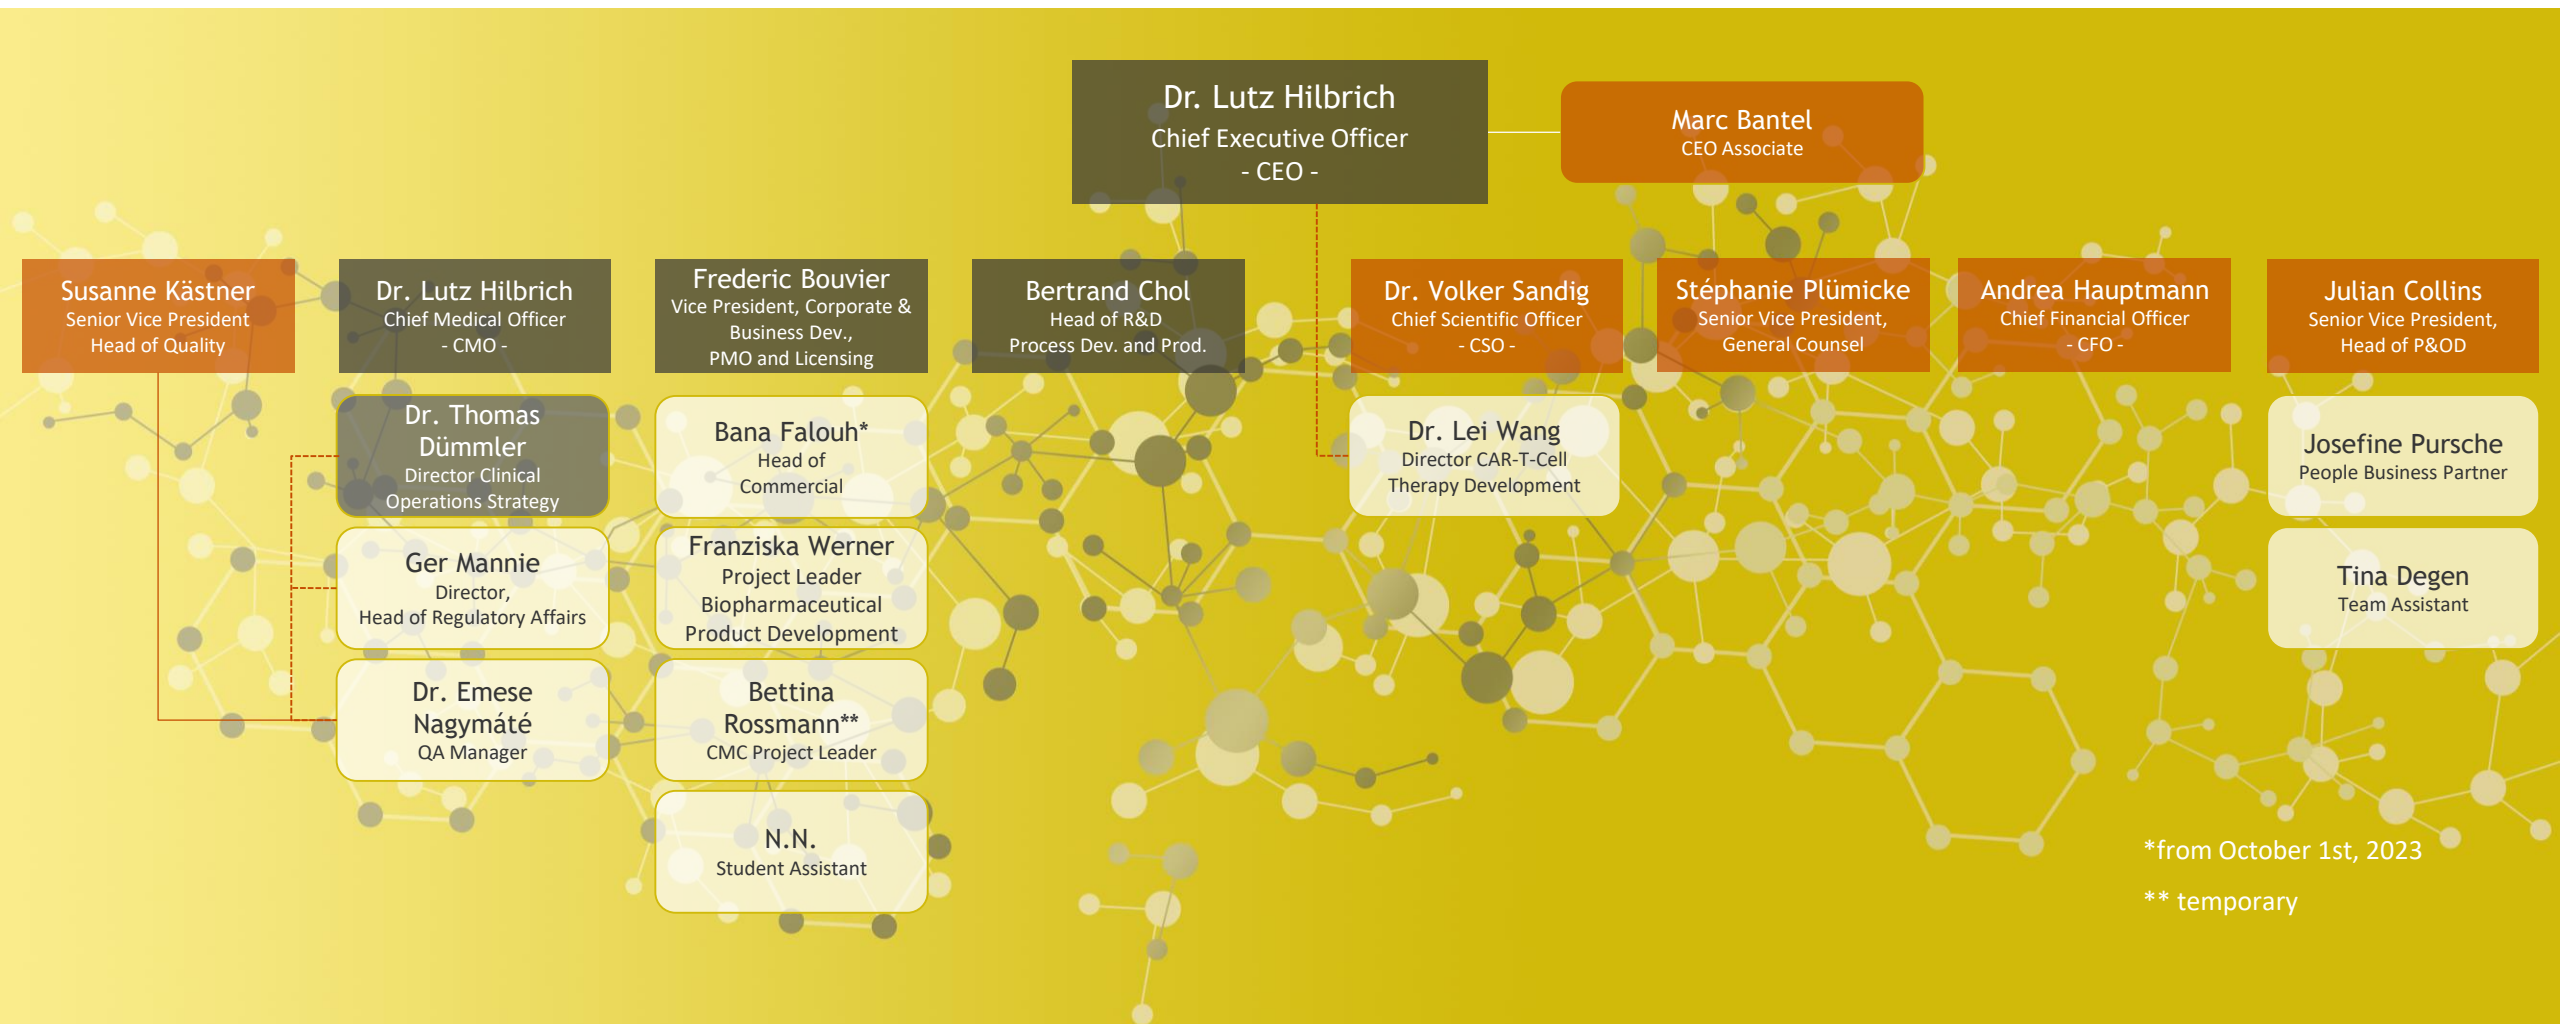 Dr. Lutz Hilbrich
Chief Executive Officer
- CEO -
Marc Bantel
CEO Associate
Susanne Kästner
Senior Vice President
Head of Quality
Dr. Lutz Hilbrich
Chief Medical Officer
- CMO -
Frederic Bouvier
Vice President, Corporate &
Business Dev.,
PMO and Licensing
Bertrand Chol
Head of R&D
Process Dev. and Prod.
Dr. Volker Sandig
Chief Scientific Officer
- CSO -
Stéphanie Plümicke
Senior Vice President,
General Counsel
Andrea Hauptmann
Chief Financial Officer
- CFO -
Julian Collins
Senior Vice President,
Head of P&OD
Dr. Thomas
Dümmler
Director Clinical
Operations Strategy
Bana Falouh*
Head of
Commercial
Dr. Lei Wang
Director CAR-T-Cell
Therapy Development
Josefine Pursche
People Business Partner
Ger Mannie
Director,
Head of Regulatory Affairs
Franziska Werner
Project Leader
Biopharmaceutical
Product Development
Tina Degen
Team Assistant
Dr. Emese
Nagymáté
QA Manager
Bettina
Rossmann**
CMC Project Leader
N.N.
Student Assistant
*from October 1st, 2023
** temporary